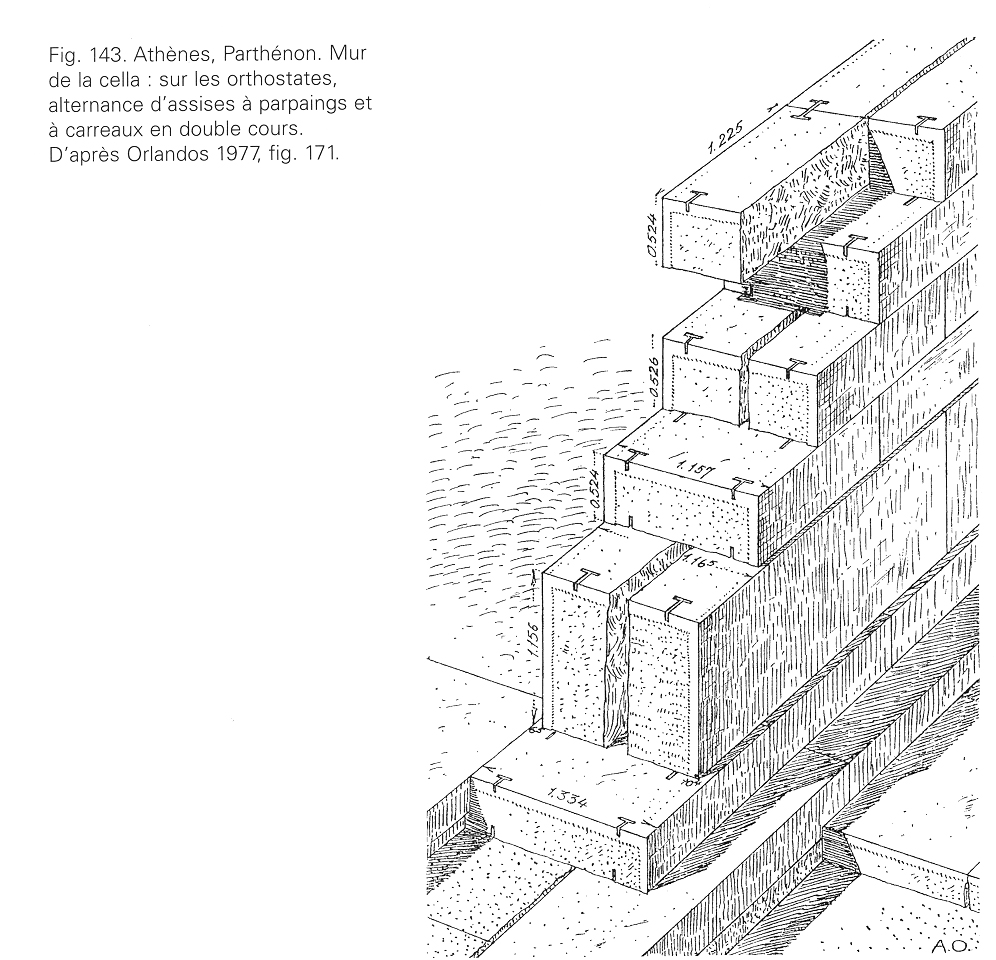 Fig. 143. Athènes, Parthénon. Mur
de la cella : sur les orthostates,
alternance d'assises à parpaings et
à carreaux en double cours.
D'après Orlandos 1977, fig. 171.
1.225
0.524
0.526
1.157
0.524
1.165
1.156
1.334
A.O.